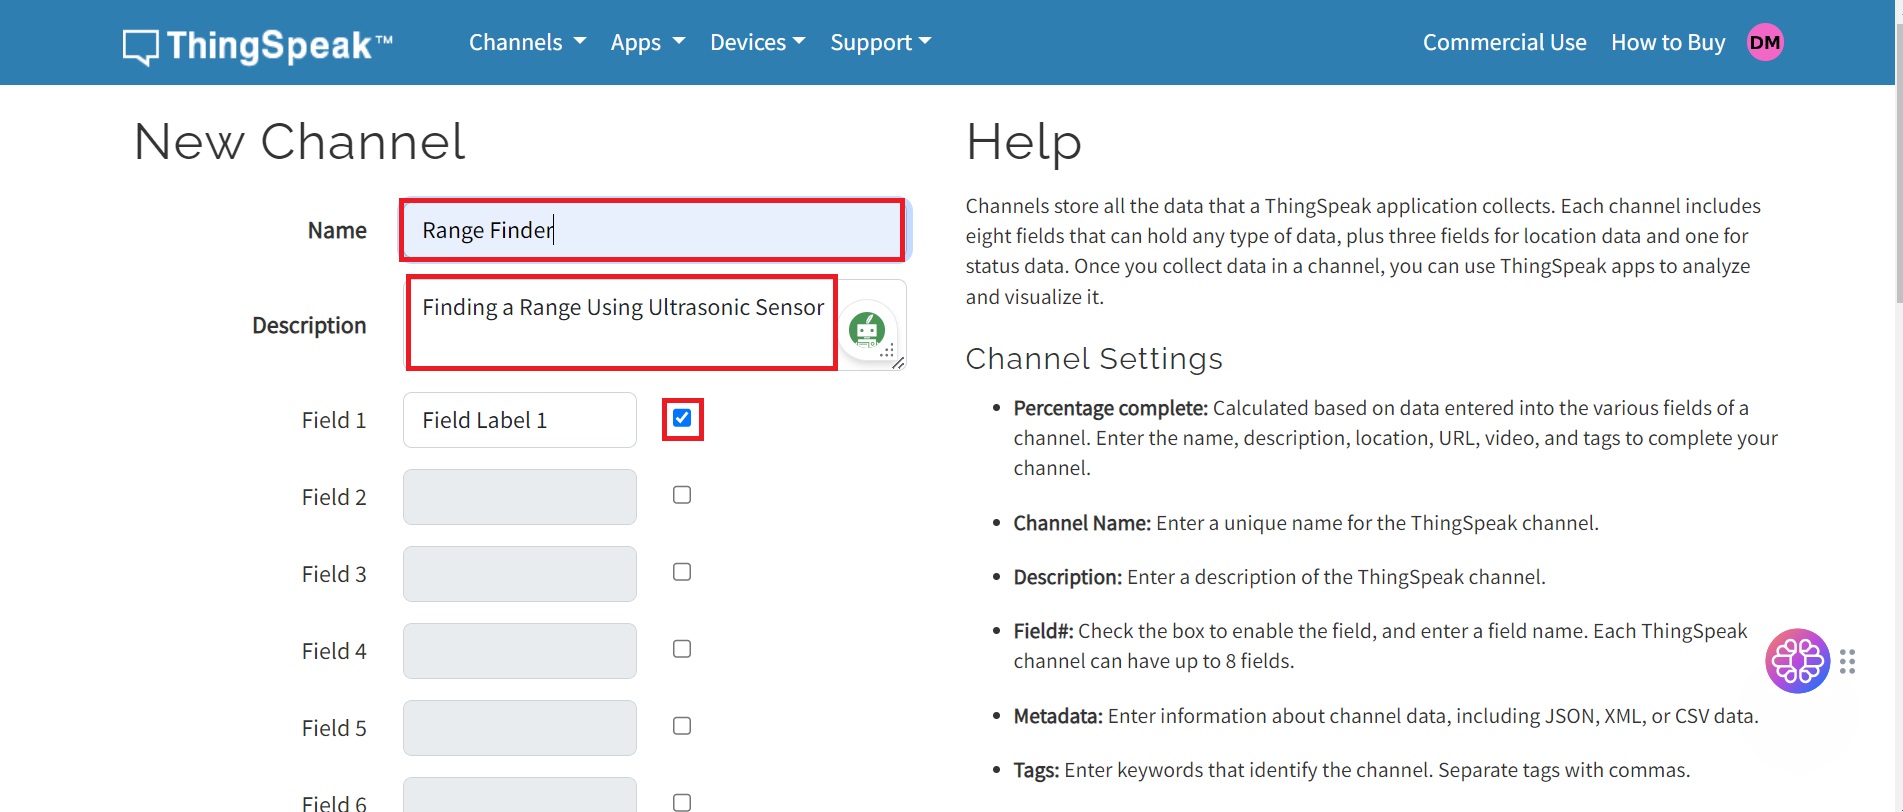 ThingSpeak™
Channels
Apps
Devices
Support
Commercial Use
How to Buy
DM
New Channel
Name
Range Finder
Description
Finding a Range Using Ultrasonic Sensor
Field 1
Field Label 1
Field 2
Field 3
Field 4
Field 5
Field 6
Help
Channels store all the data that a ThingSpeak application collects. Each channel includes
eight fields that can hold any type of data, plus three fields for location data and one for
status data. Once you collect data in a channel, you can use ThingSpeak apps to analyze
and visualize it.
Channel Settings
• Percentage complete: Calculated based on data entered into the various fields of a
channel. Enter the name, description, location, URL, video, and tags to complete your
channel.
• Channel Name: Enter a unique name for the ThingSpeak channel.
• Description: Enter a description of the ThingSpeak channel.
• Field#: Check the box to enable the field, and enter a field name. Each ThingSpeak
channel can have up to 8 fields.
• Metadata: Enter information about channel data, including JSON, XML, or CSV data.
• Tags: Enter keywords that identify the channel. Separate tags with commas.